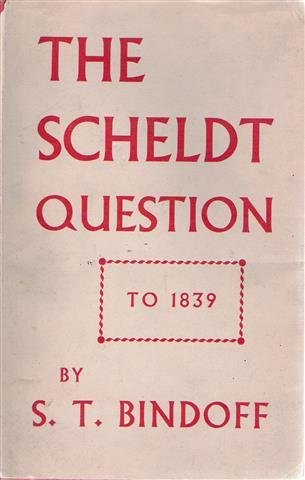 THE
SCHELDT
QUESTION
TO 1839
BY
S. T. BINDOFF